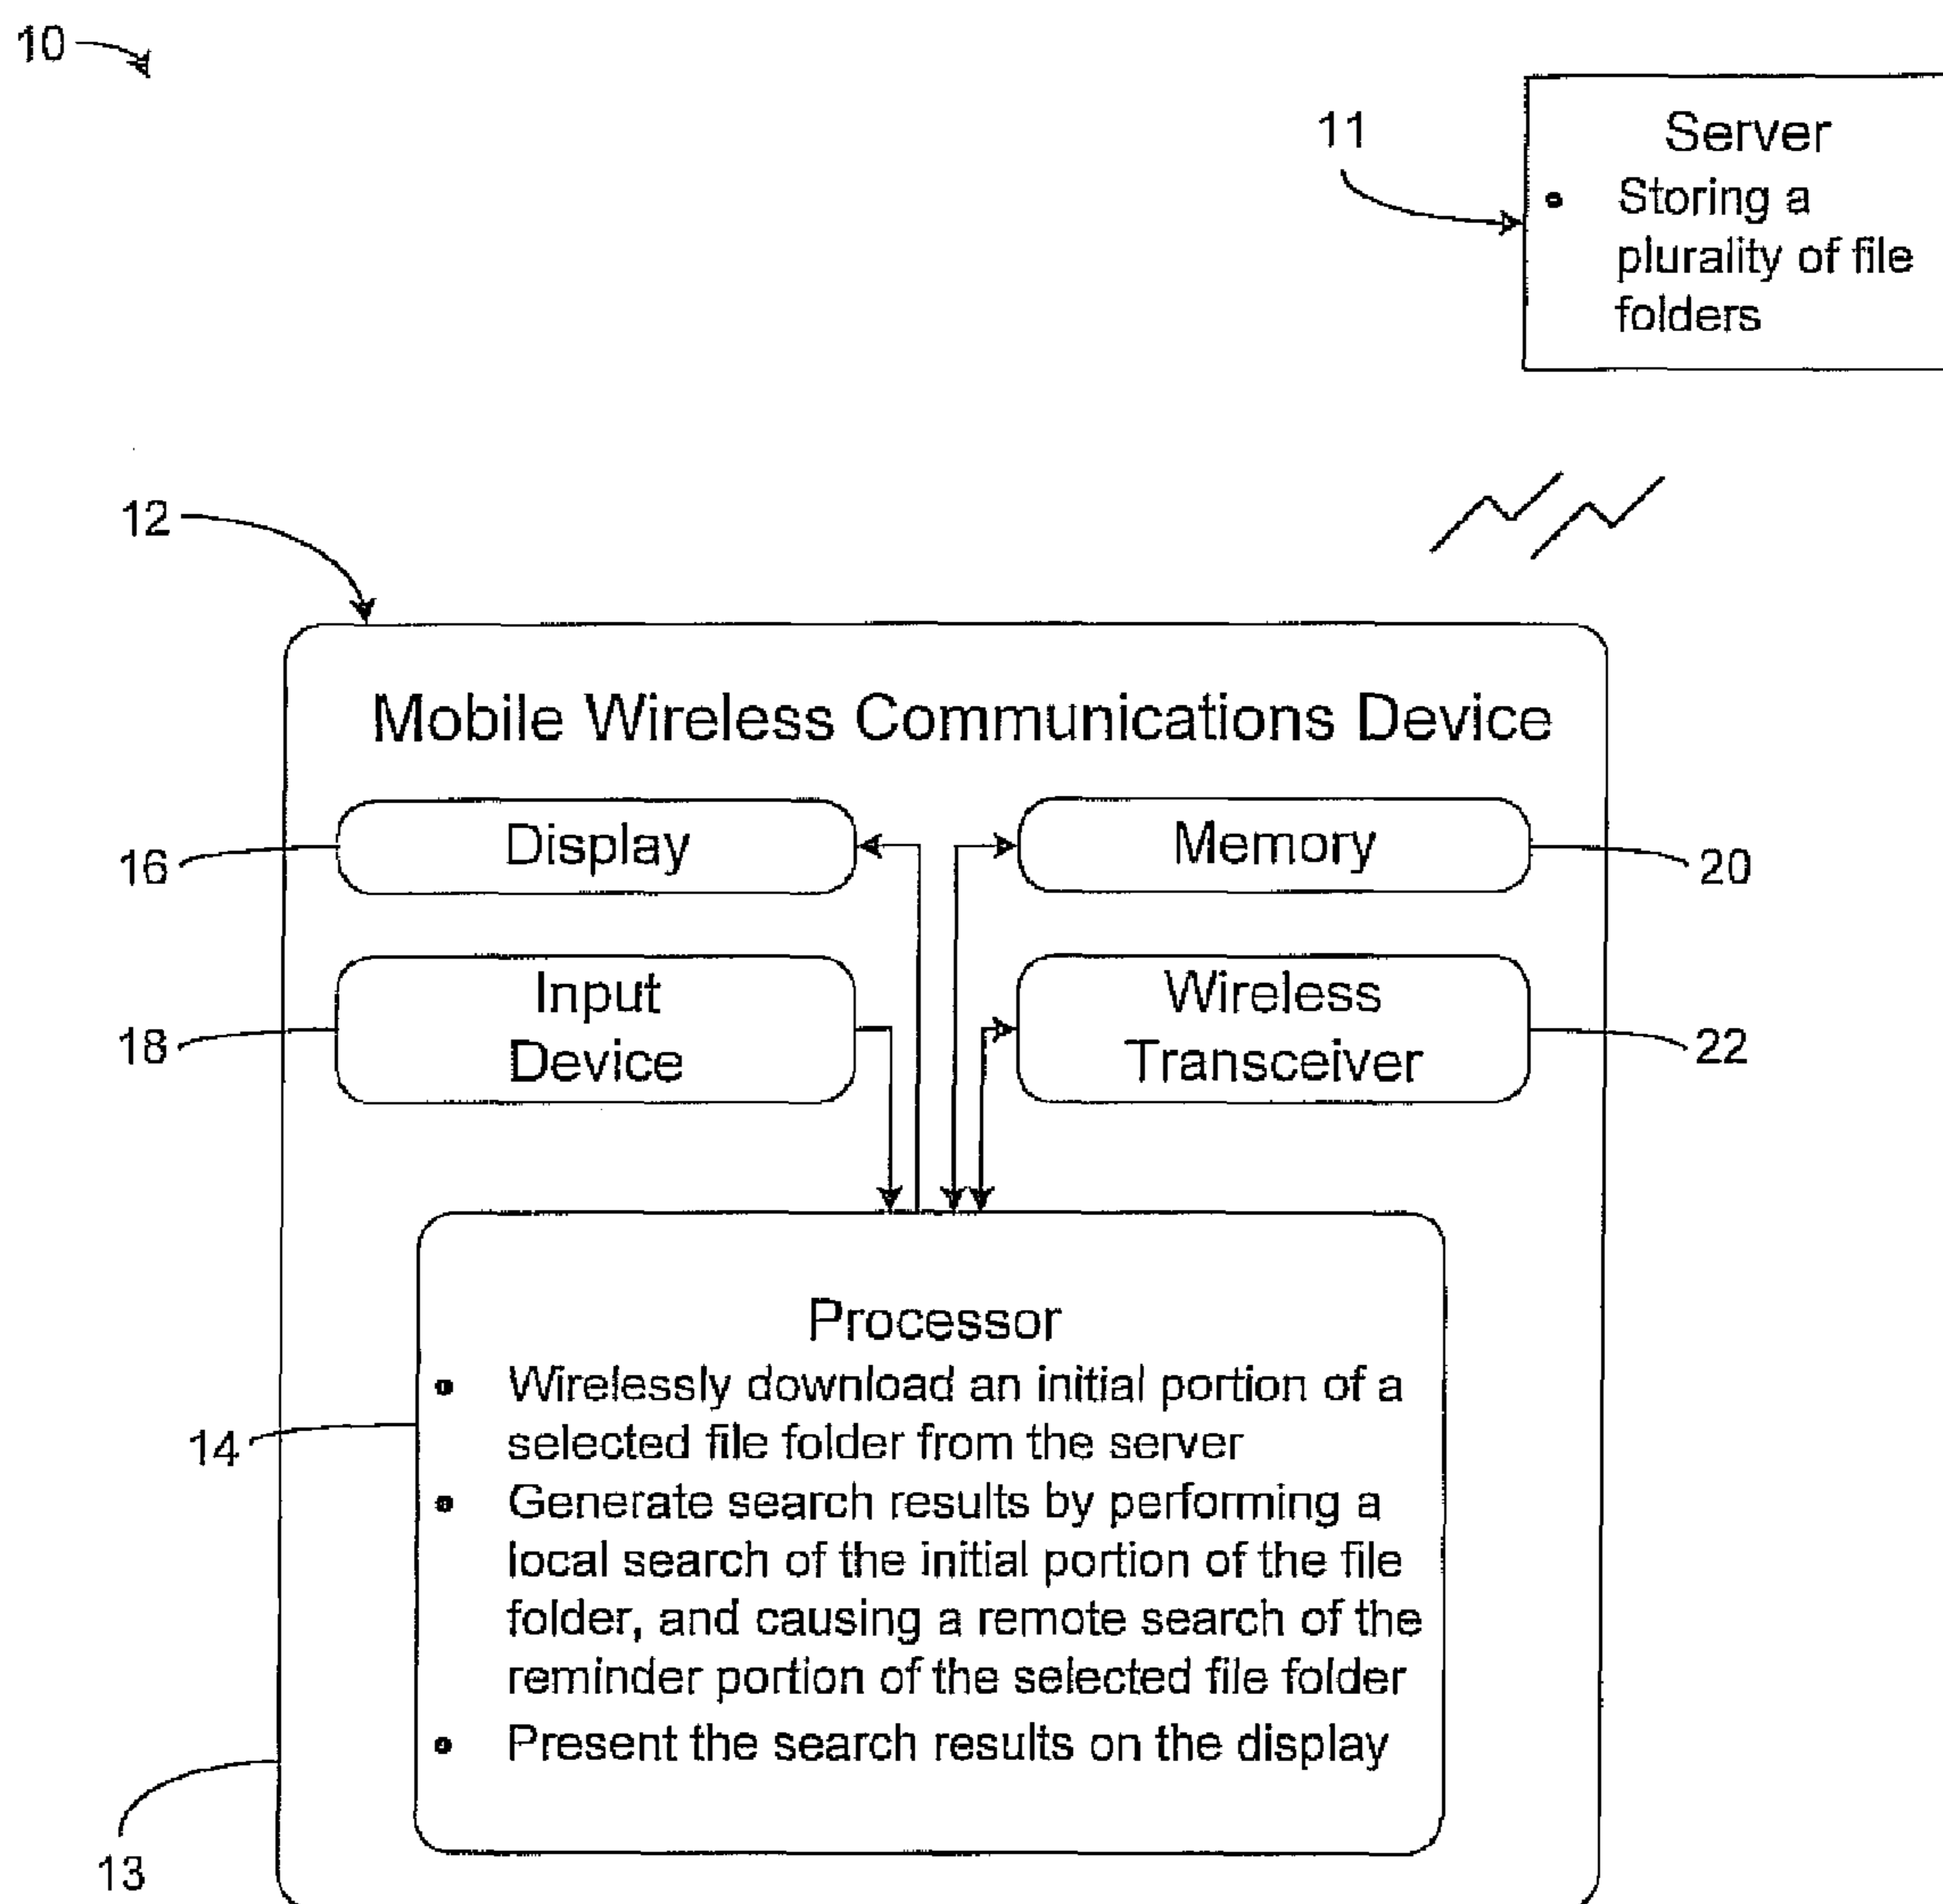 10
11
Server
• Storing a
plurality of file
folders
12
Mobile Wireless Communications Device
Display
Memory
16
20
Input
Device
Wireless
Transceiver
18
22
Processor
• Wirelessly download an initial portion of a
selected file folder from the server
14
• Generate search results by performing a
local search of the initial portion of the file
folder, and causing a remote search of the
reminder portion of the selected file folder
• Present the search results on the display
13